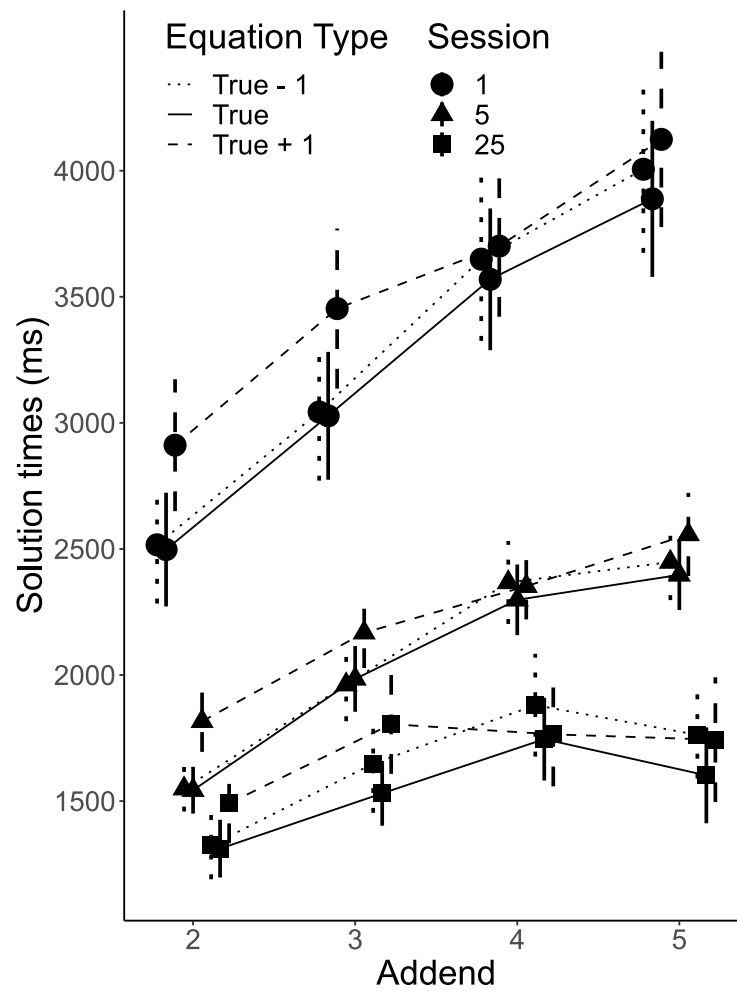 Equation Type Session
True - 1 1
True 5
True + 1 25
Solution times (ms)
4000
3500
3000
2500
2000
1500
2 3 4 5
Addend